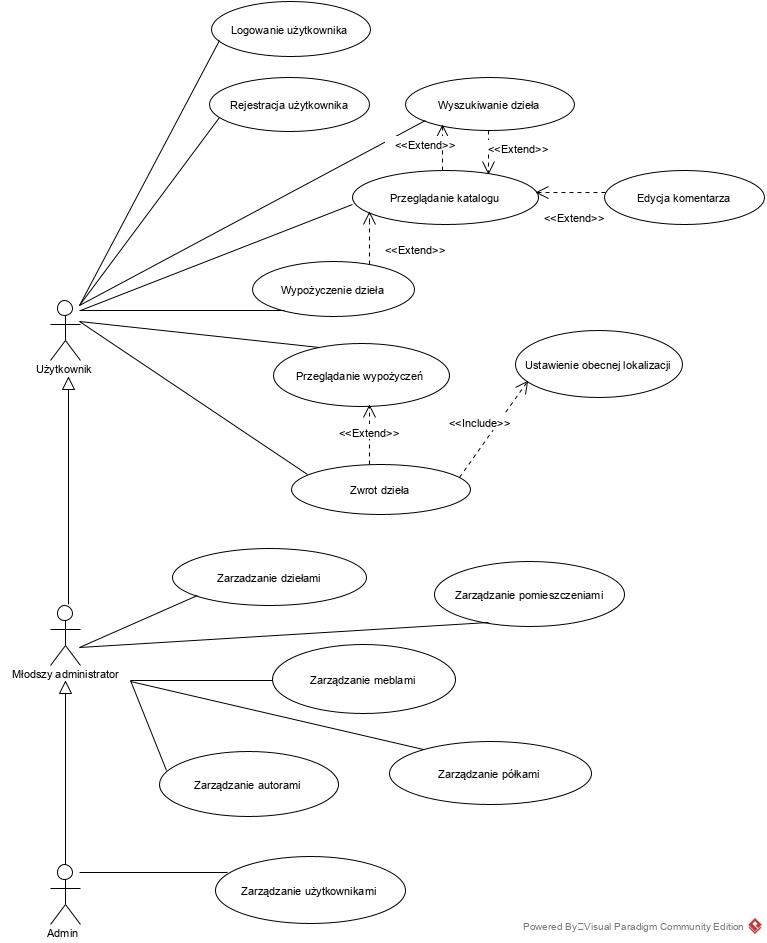 Logowanie użytkownika
Rejestracja użytkownika
Wyszukiwanie dzieła
<<Extend>>
<<Extend>>
Przeglądanie katalogu
Edycja komentarza
<<Extend>>
<<Extend>>
Wypożyczenie dzieła
Użytkownik
Przeglądanie wypożyczeń
Ustawienie obecnej lokalizacji
<<Include>>
<<Extend>>
Zwrot dzieła
Zarzadzanie dziełami
Zarządzanie pomieszczeniami
Młodszy administrator
Zarządzanie meblami
Zarządzanie autorami
Zarządzanie półkami
Zarządzanie użytkownikami
Admin
Powered By Visual Paradigm Community Edition